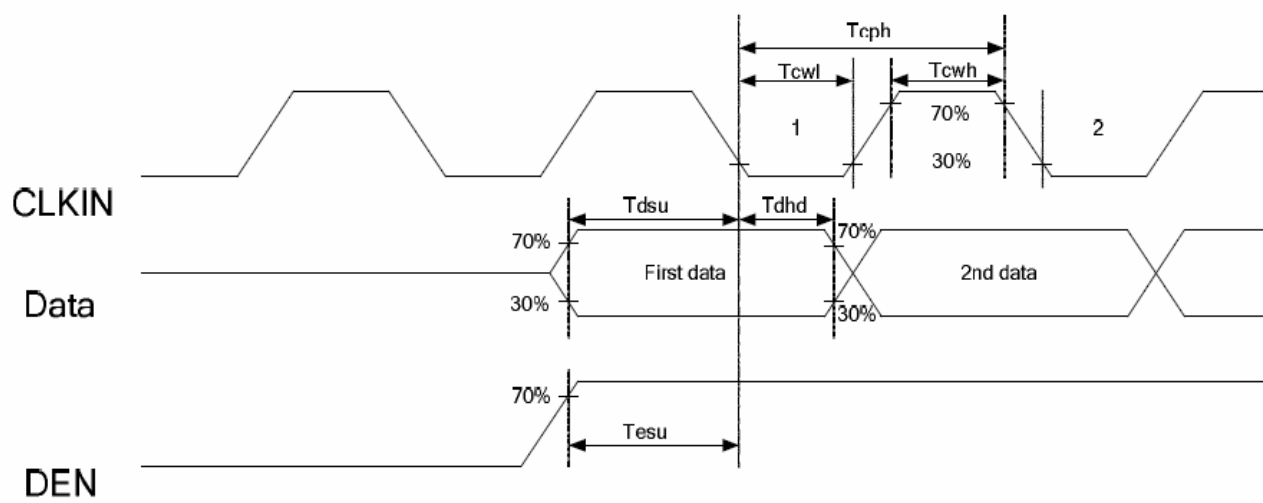 Tcph
Tcwl
Tcwh
1
70%
2
30%
CLKIN
Tdsu
Tdhd
70%
70%
First data
2nd data
Data
30%
30%
70%
Tesu
DEN